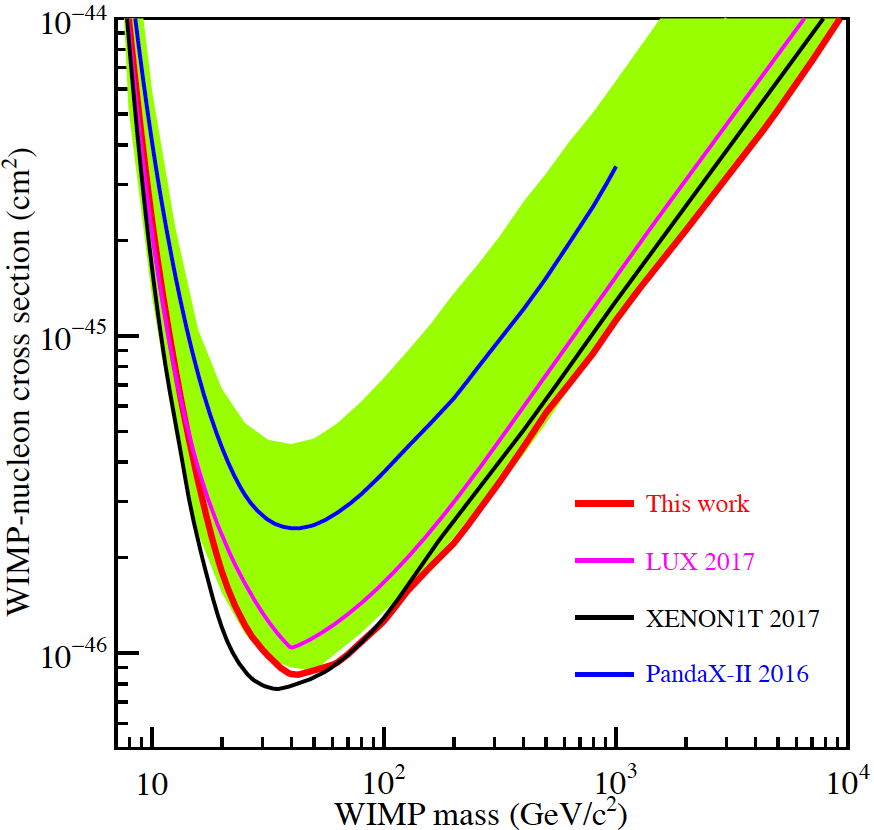 10⁻⁴⁴
10⁻⁴⁵
10⁻⁴⁶
WIMP-nucleon cross section (cm²)
This work
LUX 2017
XENON1T 2017
PandaX-II 2016
10 10² 10³ 10⁴
WIMP mass (GeV/c²)